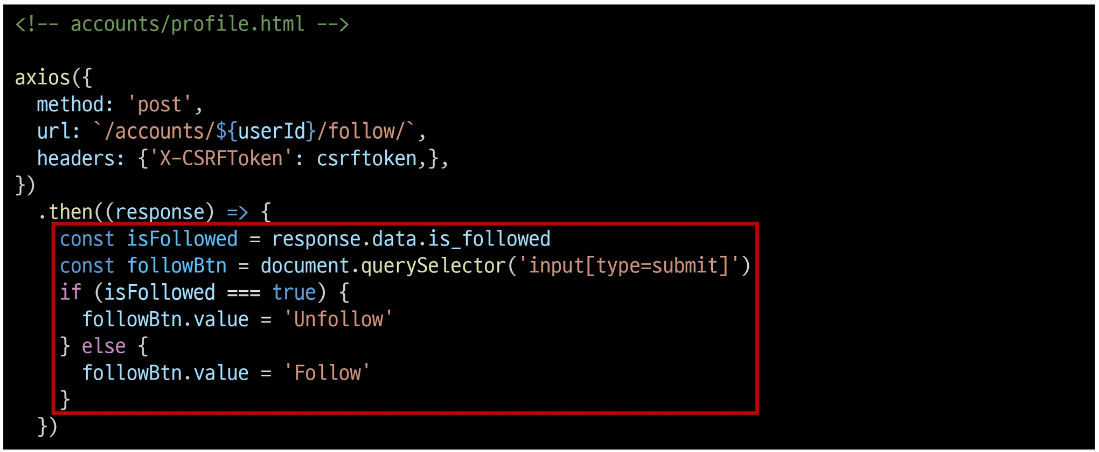 <!-- accounts/profile.html -->
axios({
  method: 'post',
  url: `/accounts/${userId}/follow/`,
  headers: {'X-CSRFToken': csrftoken,},
})
  .then((response) => {
    const isFollowed = response.data.is_followed
    const followBtn = document.querySelector('input[type=submit]')
    if (isFollowed === true) {
      followBtn.value = 'Unfollow'
    } else {
      followBtn.value = 'Follow'
    }
  })